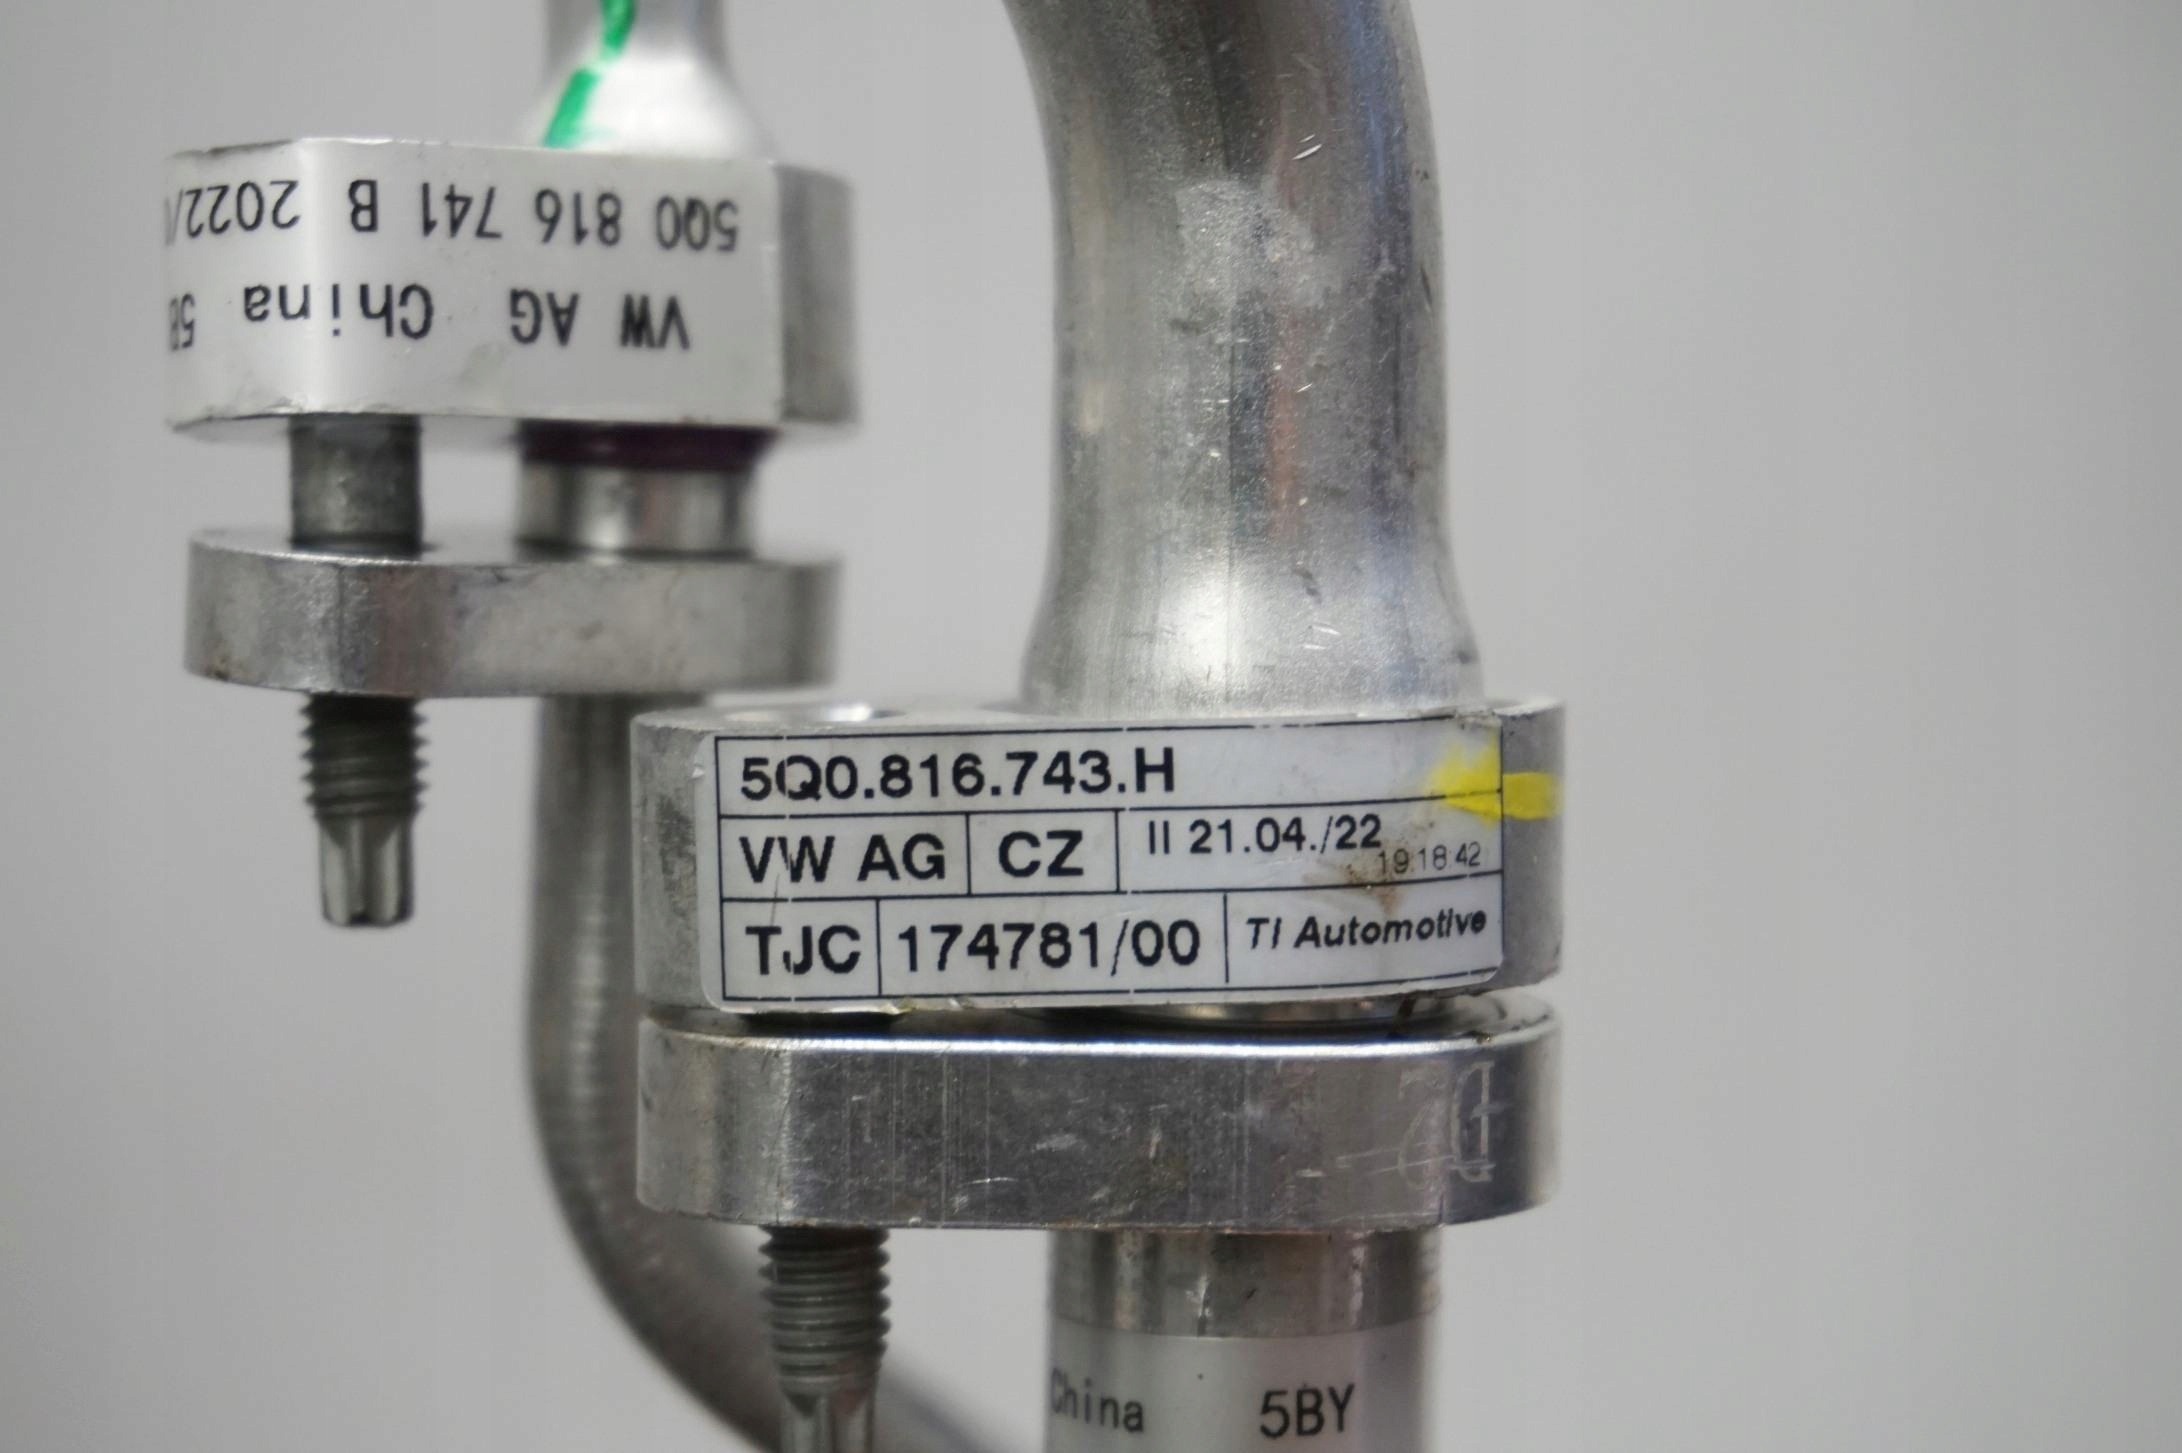 5Q0 816 741 B 2022/
VW AG China 5B
5Q0.816.743.H
VW AG CZ II 21.04./22 19:18:42
TJC 174781/00 TI Automotive
China 5BY